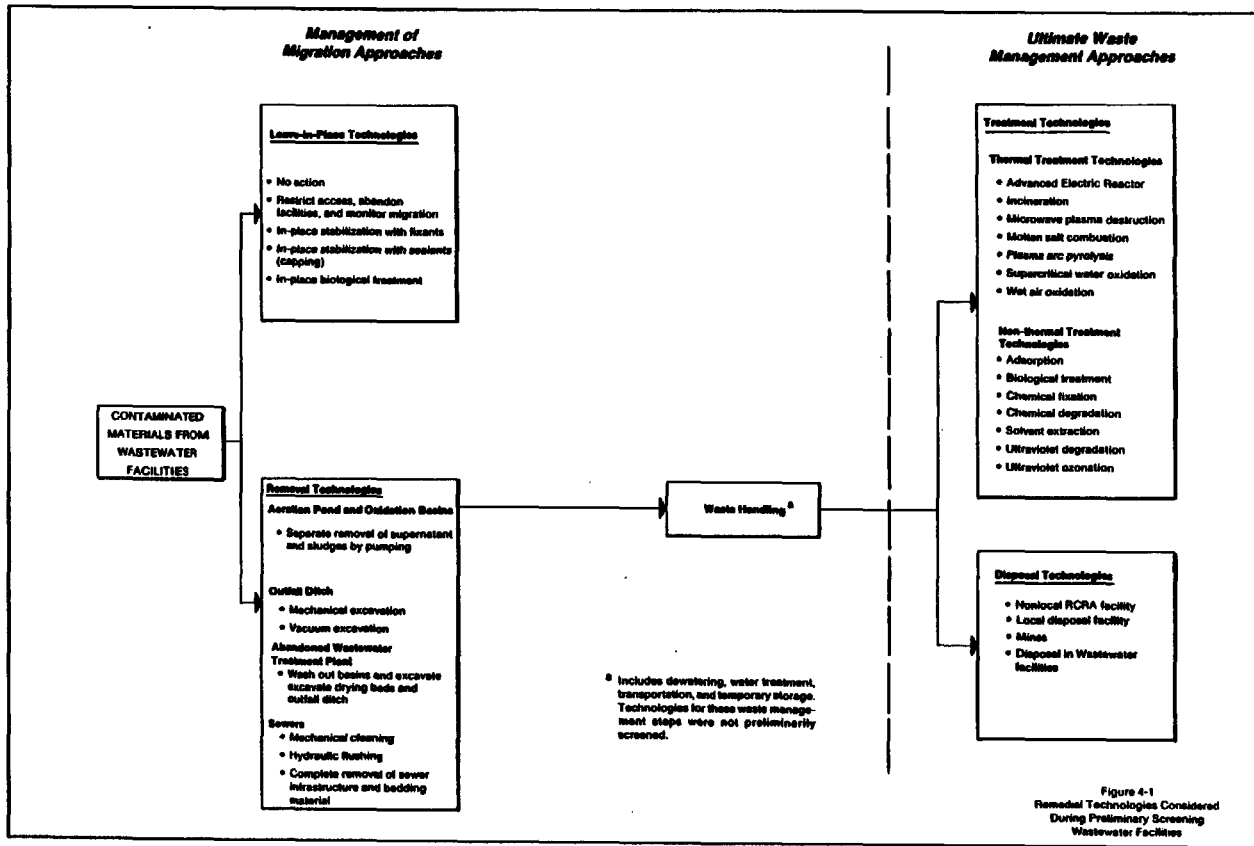 Management of
Migration Approaches
Ultimate Waste
Management Approaches
Leave-in-Place Technologies
• No action
• Restrict access, abandon
facilities, and monitor migration
• In-place stabilization with fixants
• In-place stabilization with sealents
(capping)
• In-place biological treatment
CONTAMINATED
MATERIALS FROM
WASTEWATER
FACILITIES
Removal Technologies
Aeration Pond and Oxidation Basins
• Separate removal of supernatant
and sludges by pumping
Outfall Ditch
• Mechanical excavation
• Vacuum excavation
Abandoned Wastewater
Treatment Plant
• Wash out basins and excavate
excavate drying beds and
outfall ditch
Sewers
• Mechanical cleaning
• Hydraulic flushing
• Complete removal of sewer
infrastructure and bedding
material
Waste Handling a
a Includes dewatering, water treatment,
transportation, and temporary storage.
Technologies for these waste manage-
ment steps were not preliminarily
screened.
Treatment Technologies
Thermal Treatment Technologies
• Advanced Electric Reactor
• Incineration
• Microwave plasma destruction
• Molten salt combustion
• Plasma arc pyrolysis
• Supercritical water oxidation
• Wet air oxidation
Non-thermal Treatment
Technologies
• Adsorption
• Biological treatment
• Chemical fixation
• Chemical degradation
• Solvent extraction
• Ultraviolet degradation
• Ultraviolet ozonation
Disposal Technologies
• Nonlocal RCRA facility
• Local disposal facility
• Mines
• Disposal in Wastewater
facilities
Figure 4-1
Remedial Technologies Considered
During Preliminary Screening
Wastewater Facilities